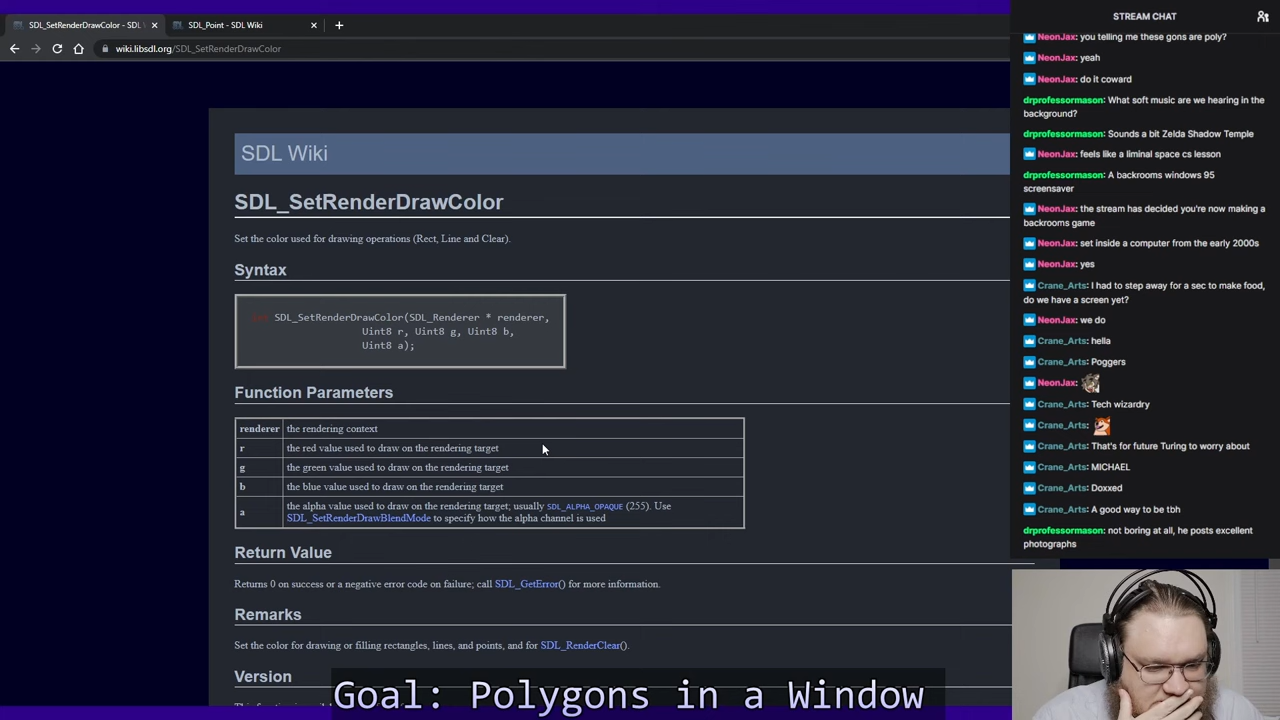 SDL_SetRenderDrawColor - SDL W
SDL_Point - SDL Wiki
wiki.libsdl.org/SDL_SetRenderDrawColor
SDL Wiki
SDL_SetRenderDrawColor
Set the color used for drawing operations (Rect, Line and Clear).
Syntax
int SDL_SetRenderDrawColor(SDL_Renderer * renderer,
Uint8 r, Uint8 g, Uint8 b,
Uint8 a);
Function Parameters
renderer the rendering context
r the red value used to draw on the rendering target
g the green value used to draw on the rendering target
b the blue value used to draw on the rendering target
a the alpha value used to draw on the rendering target; usually SDL_ALPHA_OPAQUE (255). Use
SDL_SetRenderDrawBlendMode to specify how the alpha channel is used
Return Value
Returns 0 on success or a negative error code on failure; call SDL_GetError() for more information.
Remarks
Set the color for drawing or filling rectangles, lines, and points, and for SDL_RenderClear().
Version
Goal: Polygons in a Window
STREAM CHAT
NeonJax: you telling me these gons are poly?
NeonJax: yeah
NeonJax: do it coward
drprofessormason: What soft music are we hearing in the
background?
drprofessormason: Sounds a bit Zelda Shadow Temple
NeonJax: feels like a liminal space cs lesson
drprofessormason: A backrooms windows 95
screensaver
NeonJax: the stream has decided you're now making a
backrooms game
NeonJax: set inside a computer from the early 2000s
NeonJax: yes
Crane_Arts: I had to step away for a sec to make food,
do we have a screen yet?
NeonJax: we do
Crane_Arts: hella
Crane_Arts: Poggers
NeonJax:
Crane_Arts: Tech wizardry
Crane_Arts:
Crane_Arts: That's for future Turing to worry about
Crane_Arts: MICHAEL
Crane_Arts: Doxxed
Crane_Arts: A good way to be tbh
drprofessormason: not boring at all, he posts excellent
photographs